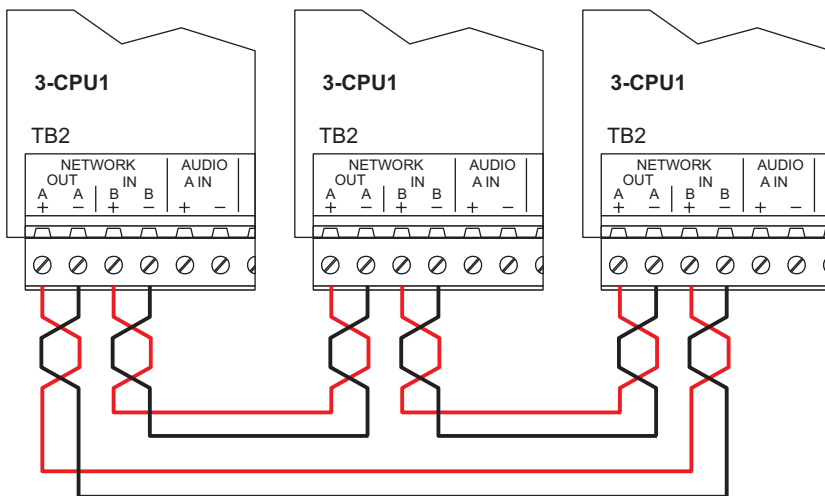 3-CPU1 3-CPU1 3-CPU1
TB2 TB2 TB2
NETWORK AUDIO NETWORK AUDIO NETWORK AUDIO
OUT IN A IN OUT IN A IN OUT IN A IN
A A B B A A B B A A B B
+ − + − + − + − + − + − + − + − + −